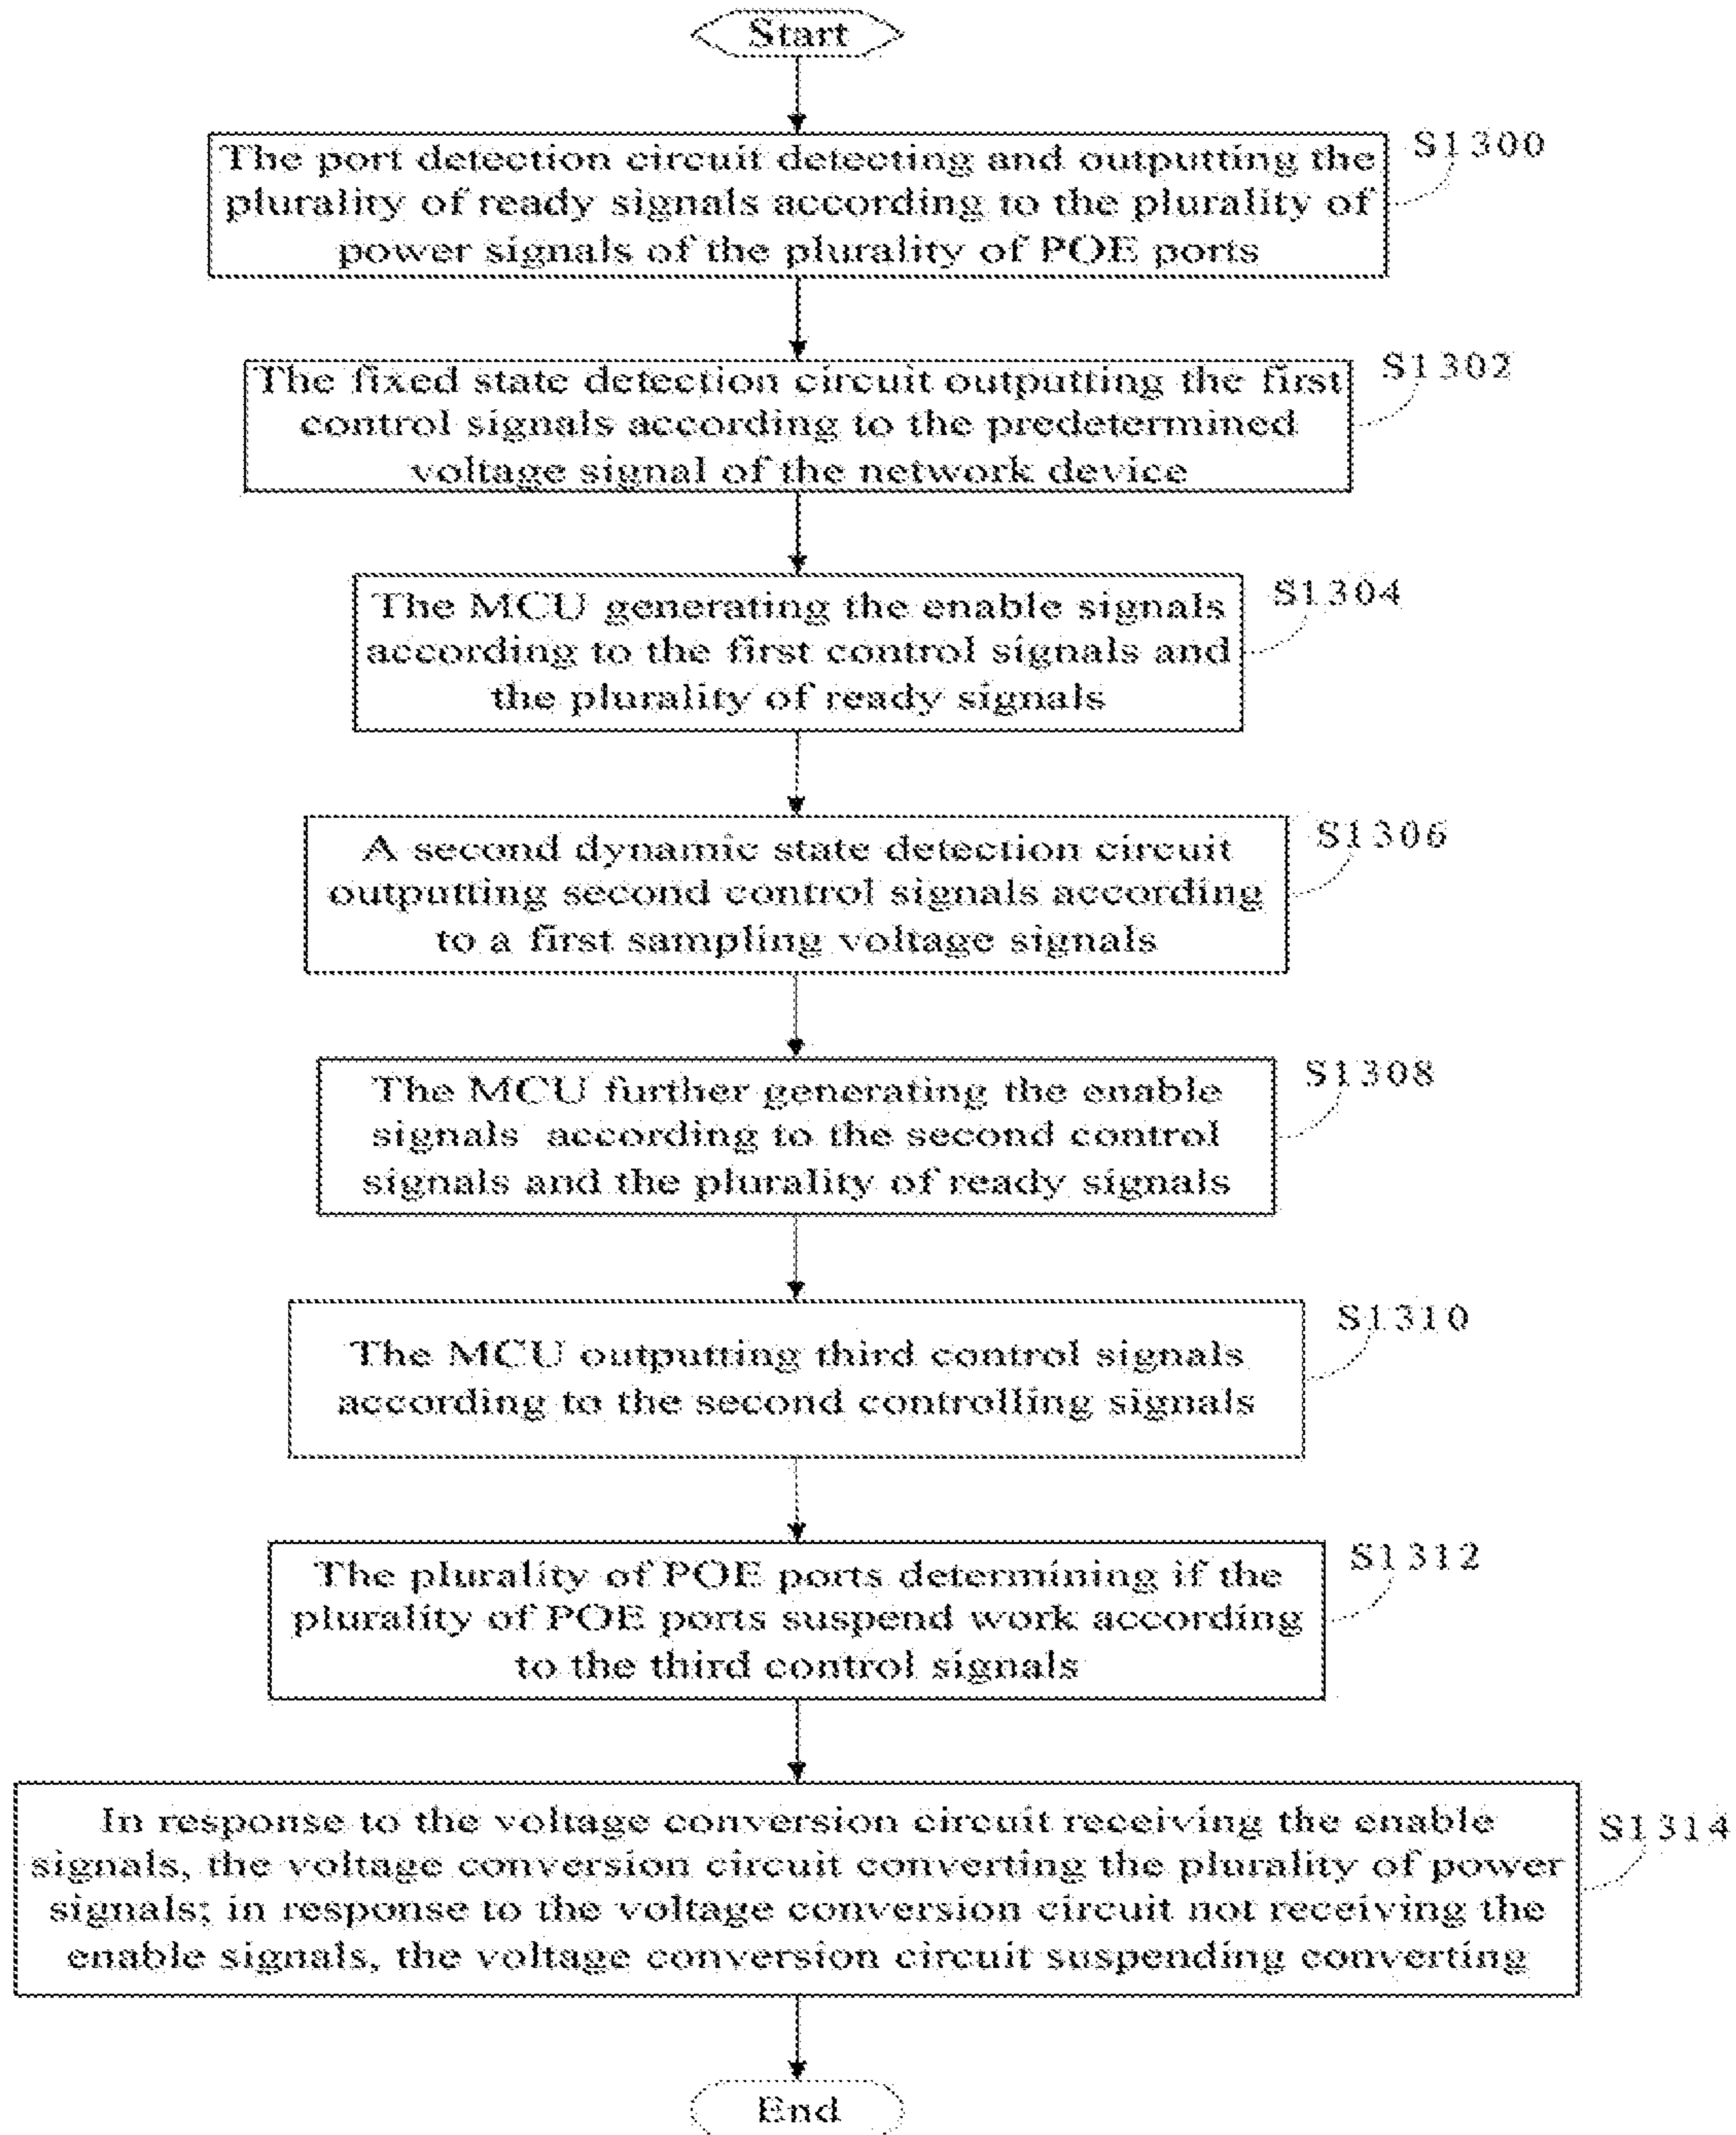 Start
The port detection circuit detecting and outputting the
plurality of ready signals according to the plurality of
power signals of the plurality of POE ports
S1300
The fixed state detection circuit outputting the first
control signals according to the predetermined
voltage signal of the network device
S1302
The MCU generating the enable signals
according to the first control signals and
the plurality of ready signals
S1304
A second dynamic state detection circuit
outputting second control signals according
to a first sampling voltage signals
S1306
The MCU further generating the enable
signals according to the second control
signals and the plurality of ready signals
S1308
The MCU outputting third control signals
according to the second controlling signals
S1310
The plurality of POE ports determining if the
plurality of POE ports suspend work according
to the third control signals
S1312
In response to the voltage conversion circuit receiving the enable
signals, the voltage conversion circuit converting the plurality of power
signals; in response to the voltage conversion circuit not receiving the
enable signals, the voltage conversion circuit suspending converting
S1314
End